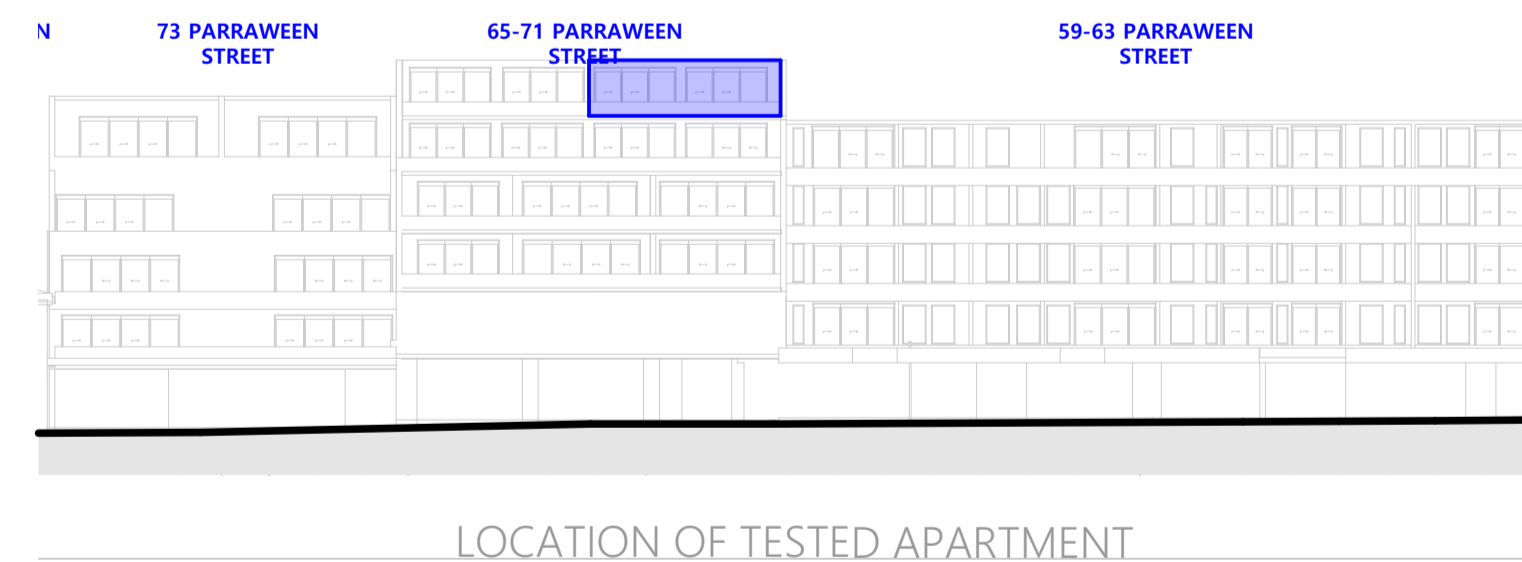 N
73 PARRAWEEN
STREET
65-71 PARRAWEEN
STREET
59-63 PARRAWEEN
STREET
LOCATION OF TESTED APARTMENT